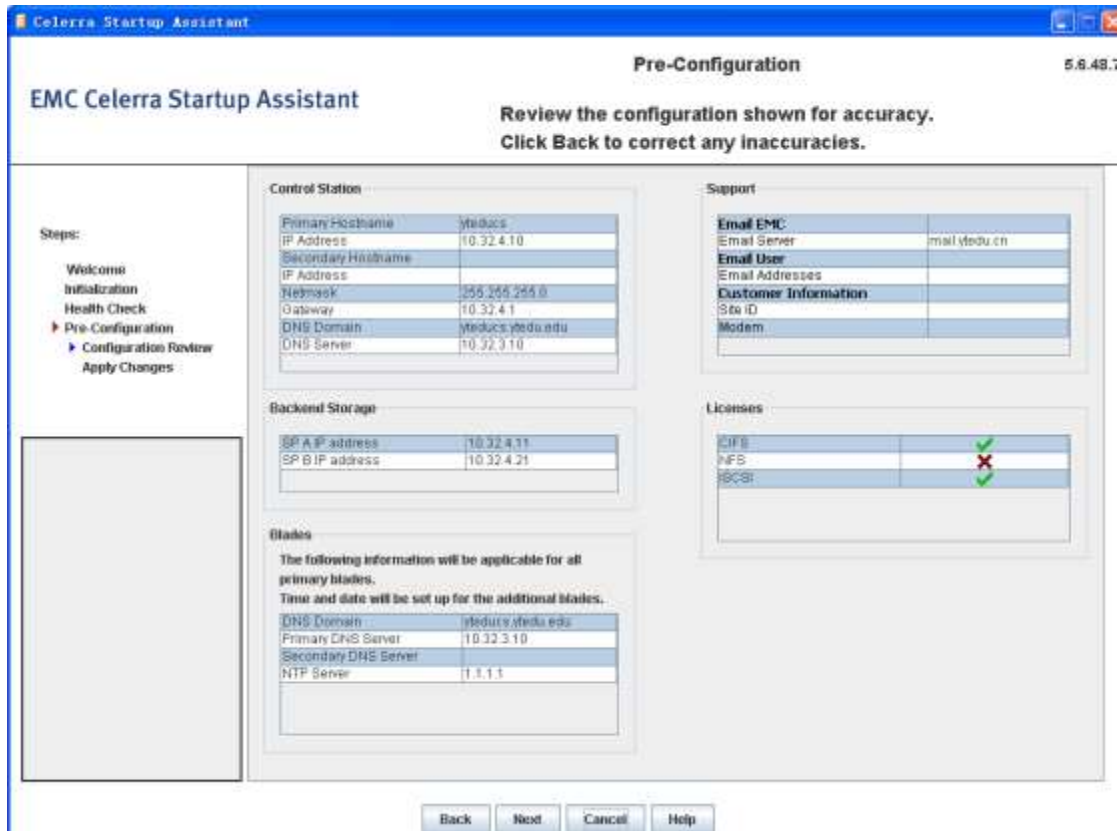 Celerra Startup Assistant
Pre-Configuration
5.6.48.7
EMC Celerra Startup Assistant
Review the configuration shown for accuracy.
Click Back to correct any inaccuracies.
Steps:
Welcome
Initialization
Health Check
Pre-Configuration
Configuration Review
Apply Changes
Control Station
Primary Hostname yteducs
IP Address 10.32.4.10
Secondary Hostname
IP Address
Netmask 255.255.255.0
Gateway 10.32.4.1
DNS Domain yteducs.ytedu.edu
DNS Server 10.32.3.10
Backend Storage
SP A IP address 10.32.4.11
SP B IP address 10.32.4.21
Blades
The following information will be applicable for all
primary blades.
Time and date will be set up for the additional blades.
DNS Domain yteducs.ytedu.edu
Primary DNS Server 10.32.3.10
Secondary DNS Server
NTP Server 1.1.1.1
Support
Email EMC
Email Server mail.ytedu.cn
Email User
Email Addresses
Customer Information
Site ID
Modem
Licenses
CIFS
NFS
ISCSI
Back Next Cancel Help